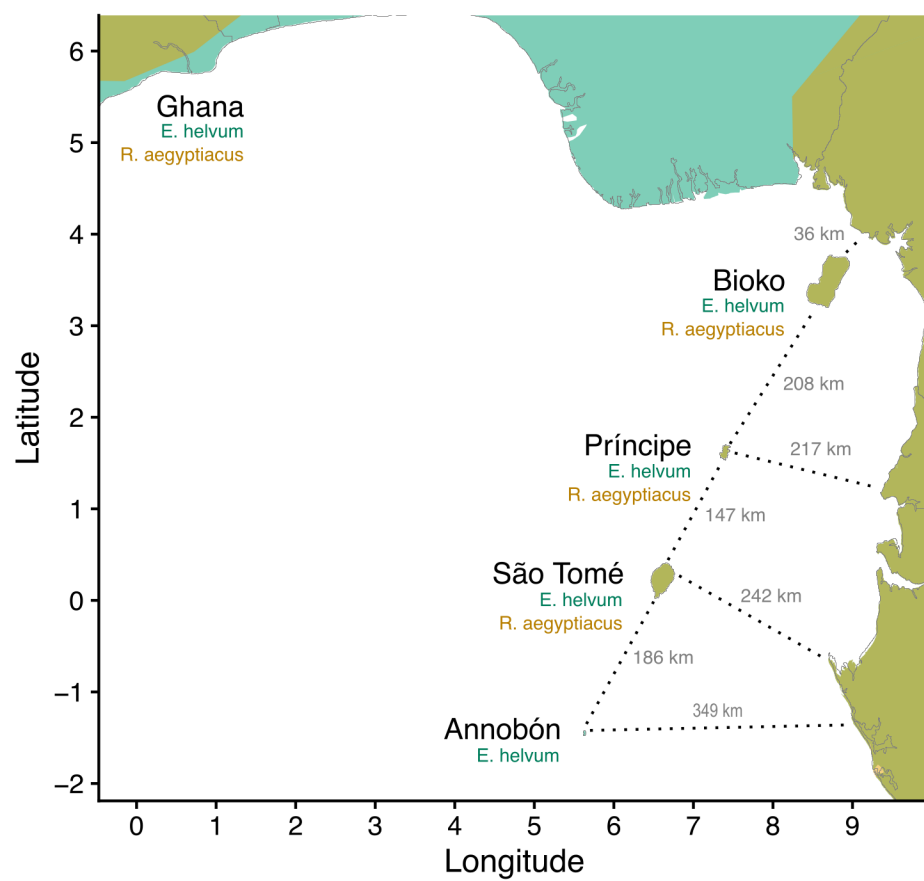 6
5
4
3
2
1
0
−1
−2
Latitude
Ghana
E. helvum
R. aegyptiacus
36 km
Bioko
E. helvum
R. aegyptiacus
208 km
Príncipe
E. helvum
R. aegyptiacus
217 km
147 km
São Tomé
E. helvum
R. aegyptiacus
242 km
186 km
Annobón
E. helvum
349 km
0 1 2 3 4 5 6 7 8 9
Longitude